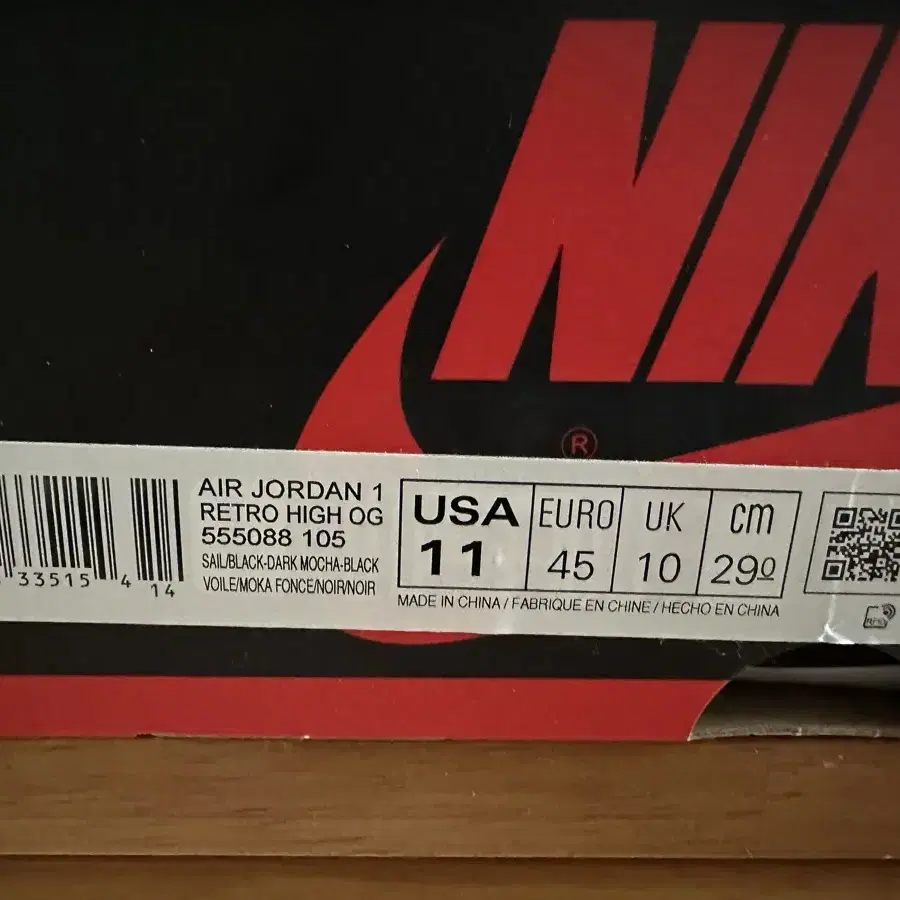 NIK
®
AIR JORDAN 1
RETRO HIGH OG
555088 105
SAIL/BLACK-DARK MOCHA-BLACK
VOILE/MOKA FONCE/NOIR/NOIR
33515 4 14
USA EURO UK cm
11 45 10 29º
MADE IN CHINA / FABRIQUE EN CHINE / HECHO EN CHINA